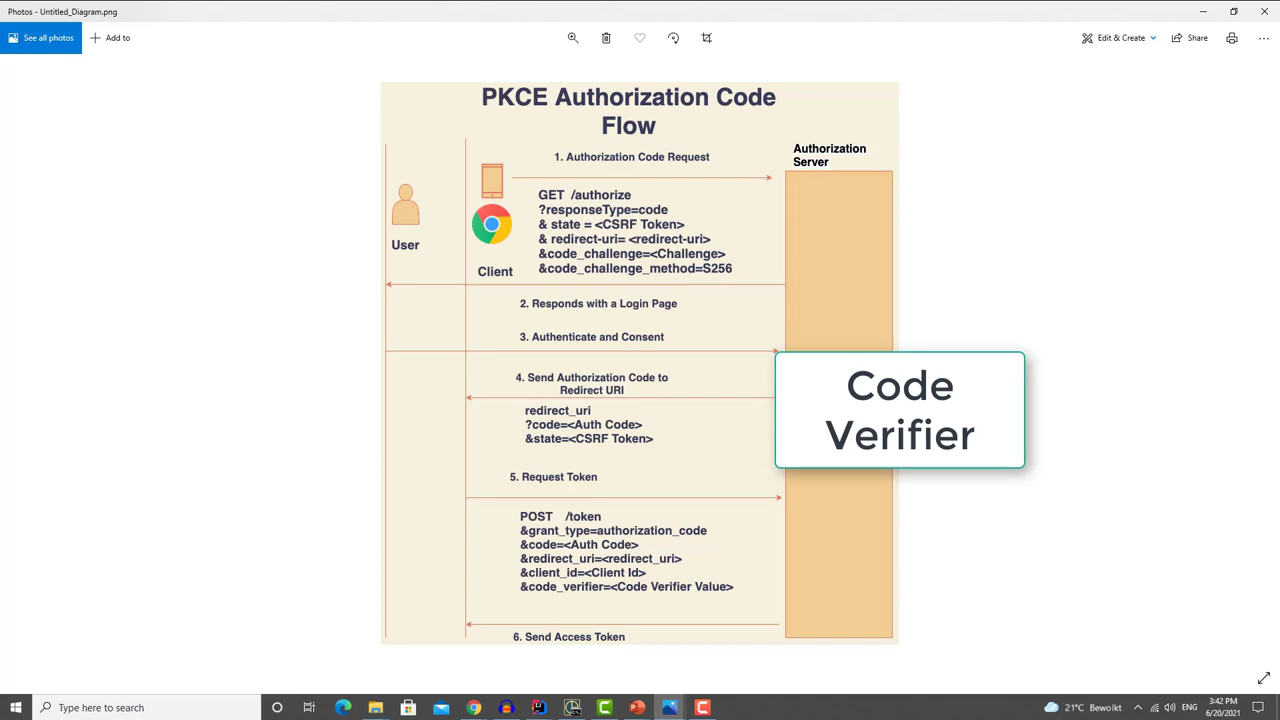 Photos - Untitled_Diagram.png
See all photos
Add to
Edit & Create
Share
PKCE Authorization Code
Flow
Authorization
Server
1. Authorization Code Request
GET /authorize
?responseType=code
& state = <CSRF Token>
& redirect-uri= <redirect-uri>
&code_challenge=<Challenge>
&code_challenge_method=S256
User
Client
2. Responds with a Login Page
3. Authenticate and Consent
4. Send Authorization Code to
Redirect URI
redirect_uri
?code=<Auth Code>
&state=<CSRF Token>
Code
Verifier
5. Request Token
POST /token
&grant_type=authorization_code
&code=<Auth Code>
&redirect_uri=<redirect_uri>
&client_id=<Client Id>
&code_verifier=<Code Verifier Value>
6. Send Access Token
Type here to search
21°C Bewolkt
ENG
3:42 PM
6/20/2021